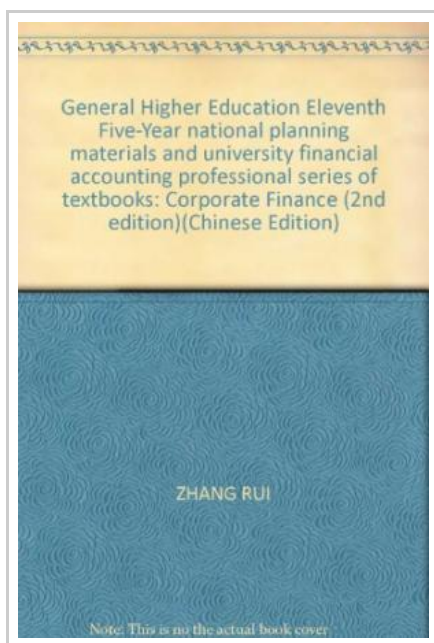 General Higher Education Eleventh
Five-Year national planning
materials and university financial
accounting professional series of
textbooks: Corporate Finance (2nd
edition)(Chinese Edition)
ZHANG RUI
Note: This is no the actual book cover